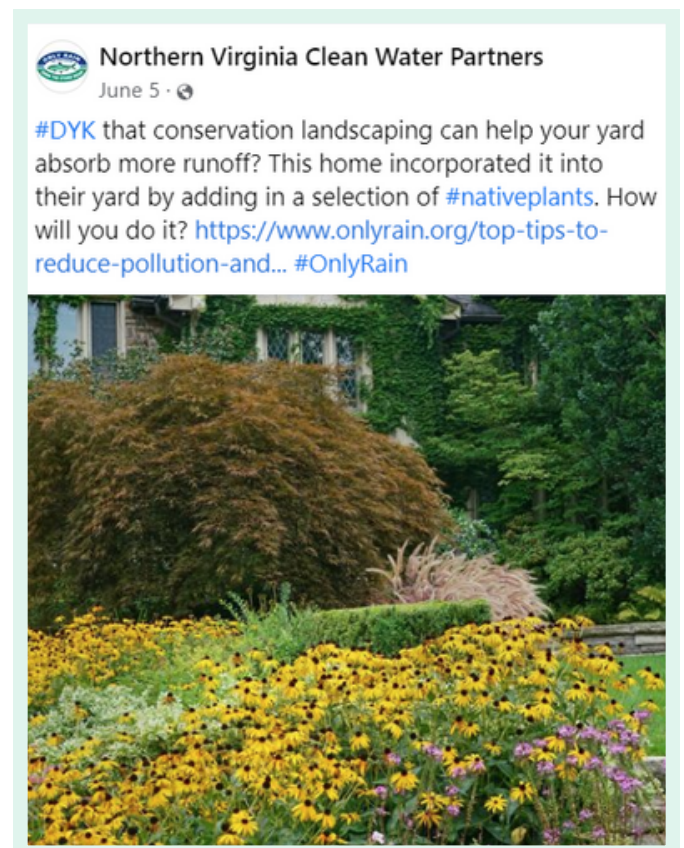 Northern Virginia Clean Water Partners
June 5 ·
#DYK that conservation landscaping can help your yard
absorb more runoff? This home incorporated it into
their yard by adding in a selection of #nativeplants. How
will you do it? https://www.onlyrain.org/top-tips-to-
reduce-pollution-and... #OnlyRain